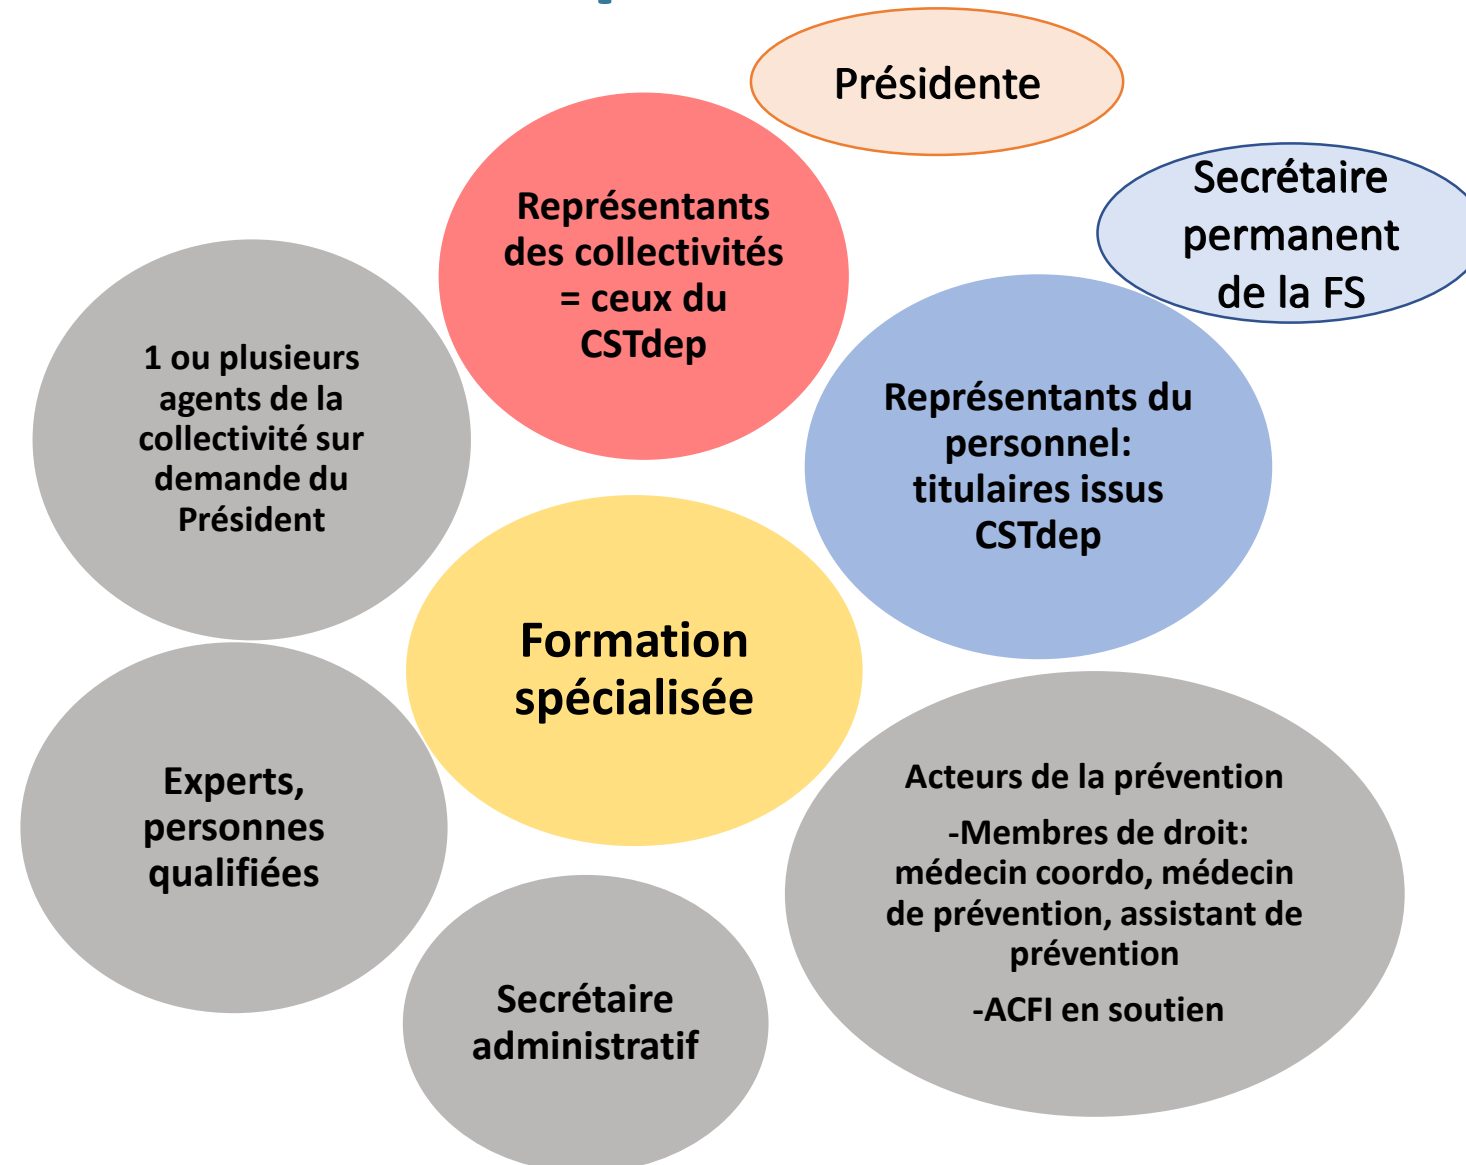 Présidente
Secrétaire
permanent
de la FS
Représentants
des collectivités
= ceux du
CSTdep
1 ou plusieurs
agents de la
collectivité sur
demande du
Président
Représentants du
personnel:
titulaires issus
CSTdep
Formation
spécialisée
Experts,
personnes
qualifiées
Acteurs de la prévention
-Membres de droit:
médecin coordo, médecin
de prévention, assistant de
prévention
-ACFI en soutien
Secrétaire
administratif